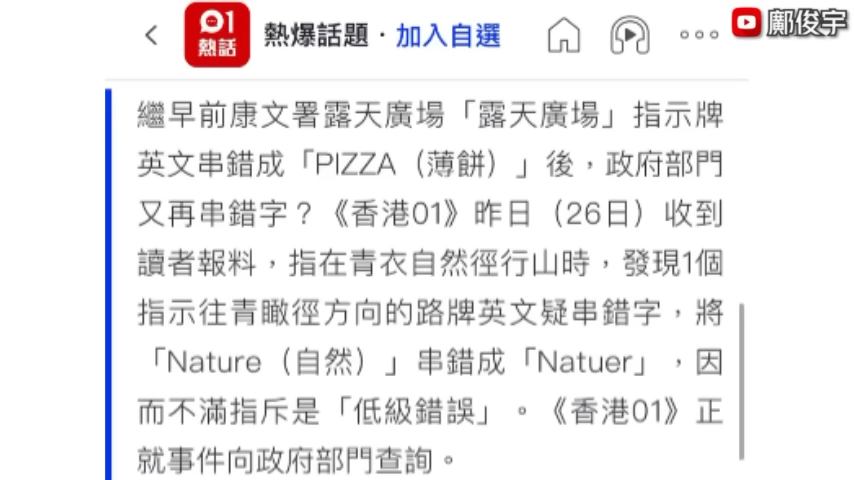 01
熱話
熱爆話題·加入自選
鄺俊宇
繼早前康文署露天廣場「露天廣場」指示牌
英文串錯成「PIZZA（薄餅）」後，政府部門
又再串錯字？《香港01》昨日（26日）收到
讀者報料，指在青衣自然徑行山時，發現1個
指示往青瞰徑方向的路牌英文疑串錯字，將
「Nature（自然）」串錯成「Natuer」，因
而不滿指斥是「低級錯誤」。《香港01》正
就事件向政府部門查詢。